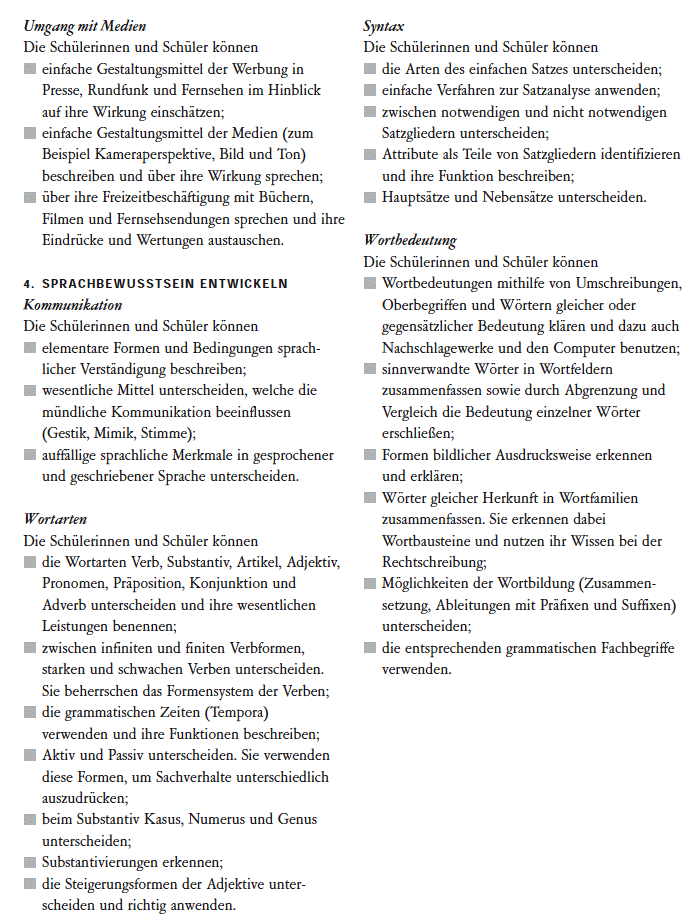 Umgang mit Medien
Die Schülerinnen und Schüler können
einfache Gestaltungsmittel der Werbung in
Presse, Rundfunk und Fernsehen im Hinblick
auf ihre Wirkung einschätzen;
einfache Gestaltungsmittel der Medien (zum
Beispiel Kameraperspektive, Bild und Ton)
beschreiben und über ihre Wirkung sprechen;
über ihre Freizeitbeschäftigung mit Büchern,
Filmen und Fernsehsendungen sprechen und ihre
Eindrücke und Wertungen austauschen.
4. SPRACHBEWUSSTSEIN ENTWICKELN
Kommunikation
Die Schülerinnen und Schüler können
elementare Formen und Bedingungen sprach-
licher Verständigung beschreiben;
wesentliche Mittel unterscheiden, welche die
mündliche Kommunikation beeinflussen
(Gestik, Mimik, Stimme);
auffällige sprachliche Merkmale in gesprochener
und geschriebener Sprache unterscheiden.
Wortarten
Die Schülerinnen und Schüler können
die Wortarten Verb, Substantiv, Artikel, Adjektiv,
Pronomen, Präposition, Konjunktion und
Adverb unterscheiden und ihre wesentlichen
Leistungen benennen;
zwischen infiniten und finiten Verbformen,
starken und schwachen Verben unterscheiden.
Sie beherrschen das Formensystem der Verben;
die grammatischen Zeiten (Tempora)
verwenden und ihre Funktionen beschreiben;
Aktiv und Passiv unterscheiden. Sie verwenden
diese Formen, um Sachverhalte unterschiedlich
auszudrücken;
beim Substantiv Kasus, Numerus und Genus
unterscheiden;
Substantivierungen erkennen;
die Steigerungsformen der Adjektive unter-
scheiden und richtig anwenden.
Syntax
Die Schülerinnen und Schüler können
die Arten des einfachen Satzes unterscheiden;
einfache Verfahren zur Satzanalyse anwenden;
zwischen notwendigen und nicht notwendigen
Satzgliedern unterscheiden;
Attribute als Teile von Satzgliedern identifizieren
und ihre Funktion beschreiben;
Hauptsätze und Nebensätze unterscheiden.
Wortbedeutung
Die Schülerinnen und Schüler können
Wortbedeutungen mithilfe von Umschreibungen,
Oberbegriffen und Wörtern gleicher oder
gegensätzlicher Bedeutung klären und dazu auch
Nachschlagewerke und den Computer benutzen;
sinnverwandte Wörter in Wortfeldern
zusammenfassen sowie durch Abgrenzung und
Vergleich die Bedeutung einzelner Wörter
erschließen;
Formen bildlicher Ausdrucksweise erkennen
und erklären;
Wörter gleicher Herkunft in Wortfamilien
zusammenfassen. Sie erkennen dabei
Wortbausteine und nutzen ihr Wissen bei der
Rechtschreibung;
Möglichkeiten der Wortbildung (Zusammen-
setzung, Ableitungen mit Präfixen und Suffixen)
unterscheiden;
die entsprechenden grammatischen Fachbegriffe
verwenden.